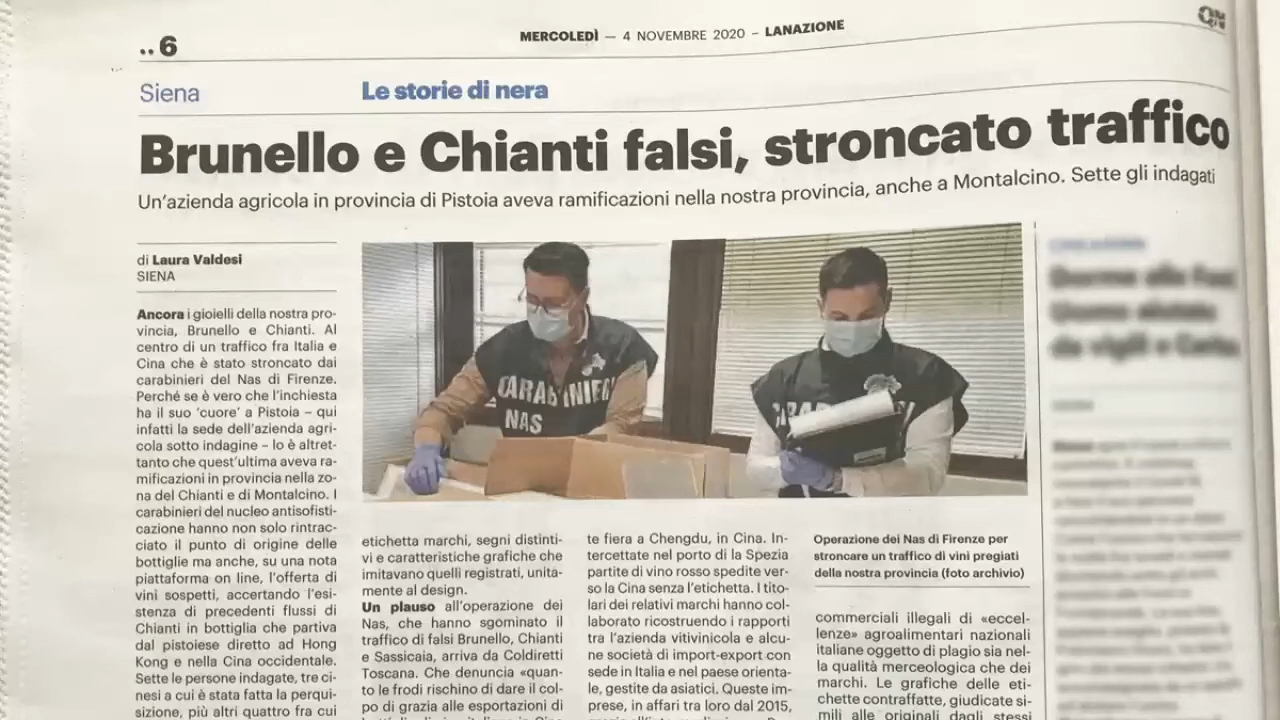 ..6
MERCOLEDÌ — 4 NOVEMBRE 2020 – LANAZIONE
QN
Siena
Le storie di nera
Brunello e Chianti falsi, stroncato traffico
Un'azienda agricola in provincia di Pistoia aveva ramificazioni nella nostra provincia, anche a Montalcino. Sette gli indagati
di Laura Valdesi
SIENA
Ancora i gioielli della nostra pro-
vincia, Brunello e Chianti. Al
centro di un traffico fra Italia e
Cina che è stato stroncato dai
carabinieri del Nas di Firenze.
Perché se è vero che l'inchiesta
ha il suo 'cuore' a Pistoia – qui
infatti la sede dell'azienda agri-
cola sotto indagine – lo è altret-
tanto che quest'ultima aveva ra-
mificazioni in provincia nella zo-
na del Chianti e di Montalcino. I
carabinieri del nucleo antisofisti-
cazione hanno non solo rintrac-
ciato il punto di origine delle
bottiglie ma anche, su una nota
piattaforma on line, l'offerta di
vini sospetti, accertando l'esi-
stenza di precedenti flussi di
Chianti in bottiglia che partiva
dal pistoiese diretto ad Hong
Kong e nella Cina occidentale.
Sette le persone indagate, tre ci-
nesi a cui è stata fatta la perqui-
sizione, più altri quattro fra cui
CARABINIERI
NAS
etichetta marchi, segni distinti-
vi e caratteristiche grafiche che
imitavano quelli registrati, unita-
mente al design.
Un plauso all'operazione dei
Nas, che hanno sgominato il
traffico di falsi Brunello, Chianti
e Sassicaia, arriva da Coldiretti
Toscana. Che denuncia «quan-
to le frodi rischino di dare il col-
po di grazia alle esportazioni di
te fiera a Chengdu, in Cina. In-
tercettate nel porto di la Spezia
partite di vino rosso spedite ver-
so la Cina senza l'etichetta. I tito-
lari dei relativi marchi hanno col-
laborato ricostruendo i rapporti
tra l'azienda vitivinicola e alcu-
ne società di import-export con
sede in Italia e nel paese orienta-
le, gestite da asiatici. Queste im-
prese, in affari tra loro dal 2015,
Operazione dei Nas di Firenze per
stroncare un traffico di vini pregiati
della nostra provincia (foto archivio)
commerciali illegali di «eccel-
lenze» agroalimentari nazionali
italiane oggetto di plagio sia nel-
la qualità merceologica che dei
marchi. Le grafiche delle eti-
chette contraffatte, giudicate si-
mili alle originali dagli stessi